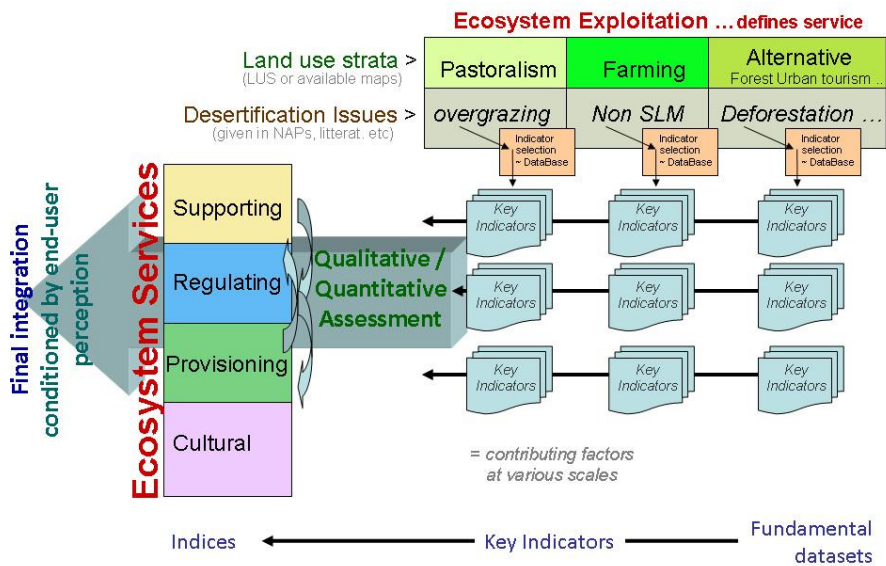 Ecosystem Exploitation ... defines service
Land use strata >
(LUS or available maps)
Pastoralism
Farming
Alternative
Forest Urban tourism ...
Desertification Issues >
(given in NAPs, litterat. etc)
overgrazing
Non SLM
Deforestation ...
Indicator
selection
~ DataBase
Indicator
selection
~ DataBase
Indicator
selection
~ DataBase
Final integration
conditioned by end-user
perception
Ecosystem Services
Supporting
Regulating
Provisioning
Cultural
Qualitative /
Quantitative
Assessment
Key
Indicators
Key
Indicators
Key
Indicators
Key
Indicators
Key
Indicators
Key
Indicators
Key
Indicators
Key
Indicators
Key
Indicators
= contributing factors
at various scales
Indices
Key Indicators
Fundamental
datasets